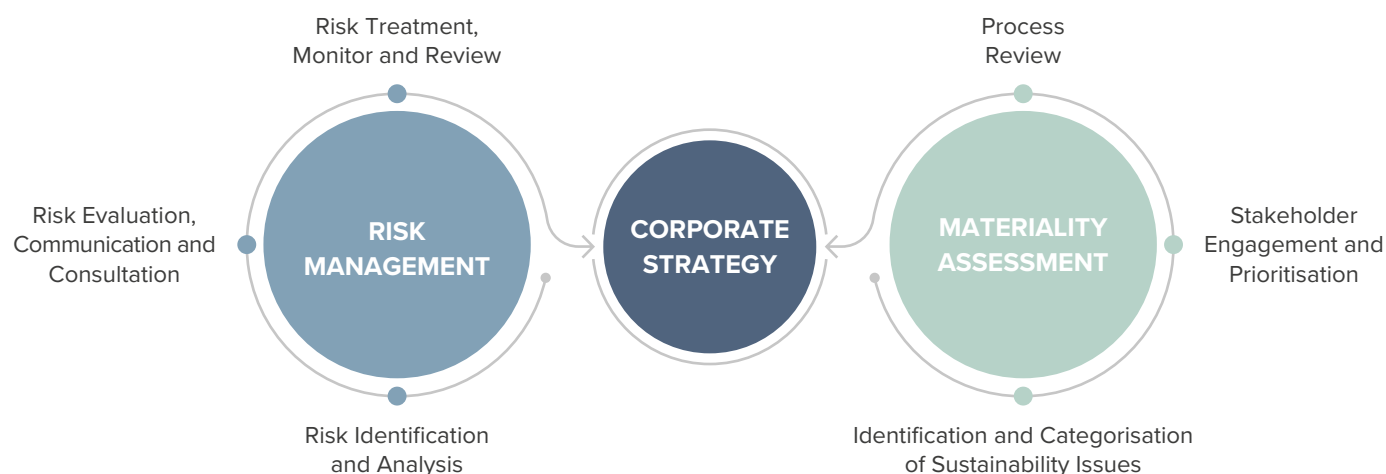 Risk Treatment,
Monitor and Review
Process
Review
Risk Evaluation,
Communication and
Consultation
RISK
MANAGEMENT
CORPORATE
STRATEGY
MATERIALITY
ASSESSMENT
Stakeholder
Engagement and
Prioritisation
Risk Identification
and Analysis
Identification and Categorisation
of Sustainability Issues